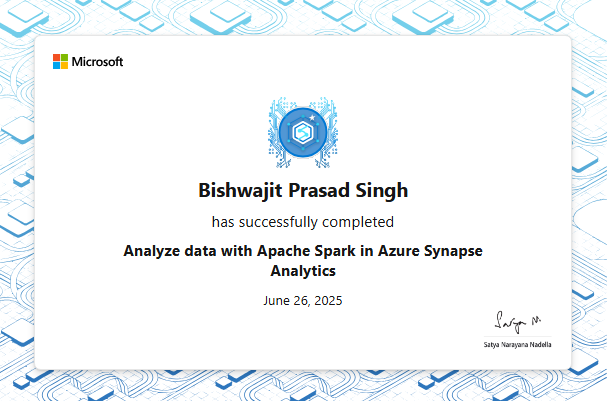 Microsoft
Bishwajit Prasad Singh
has successfully completed
Analyze data with Apache Spark in Azure Synapse
Analytics
June 26, 2025
Satya N.
Satya Narayana Nadella